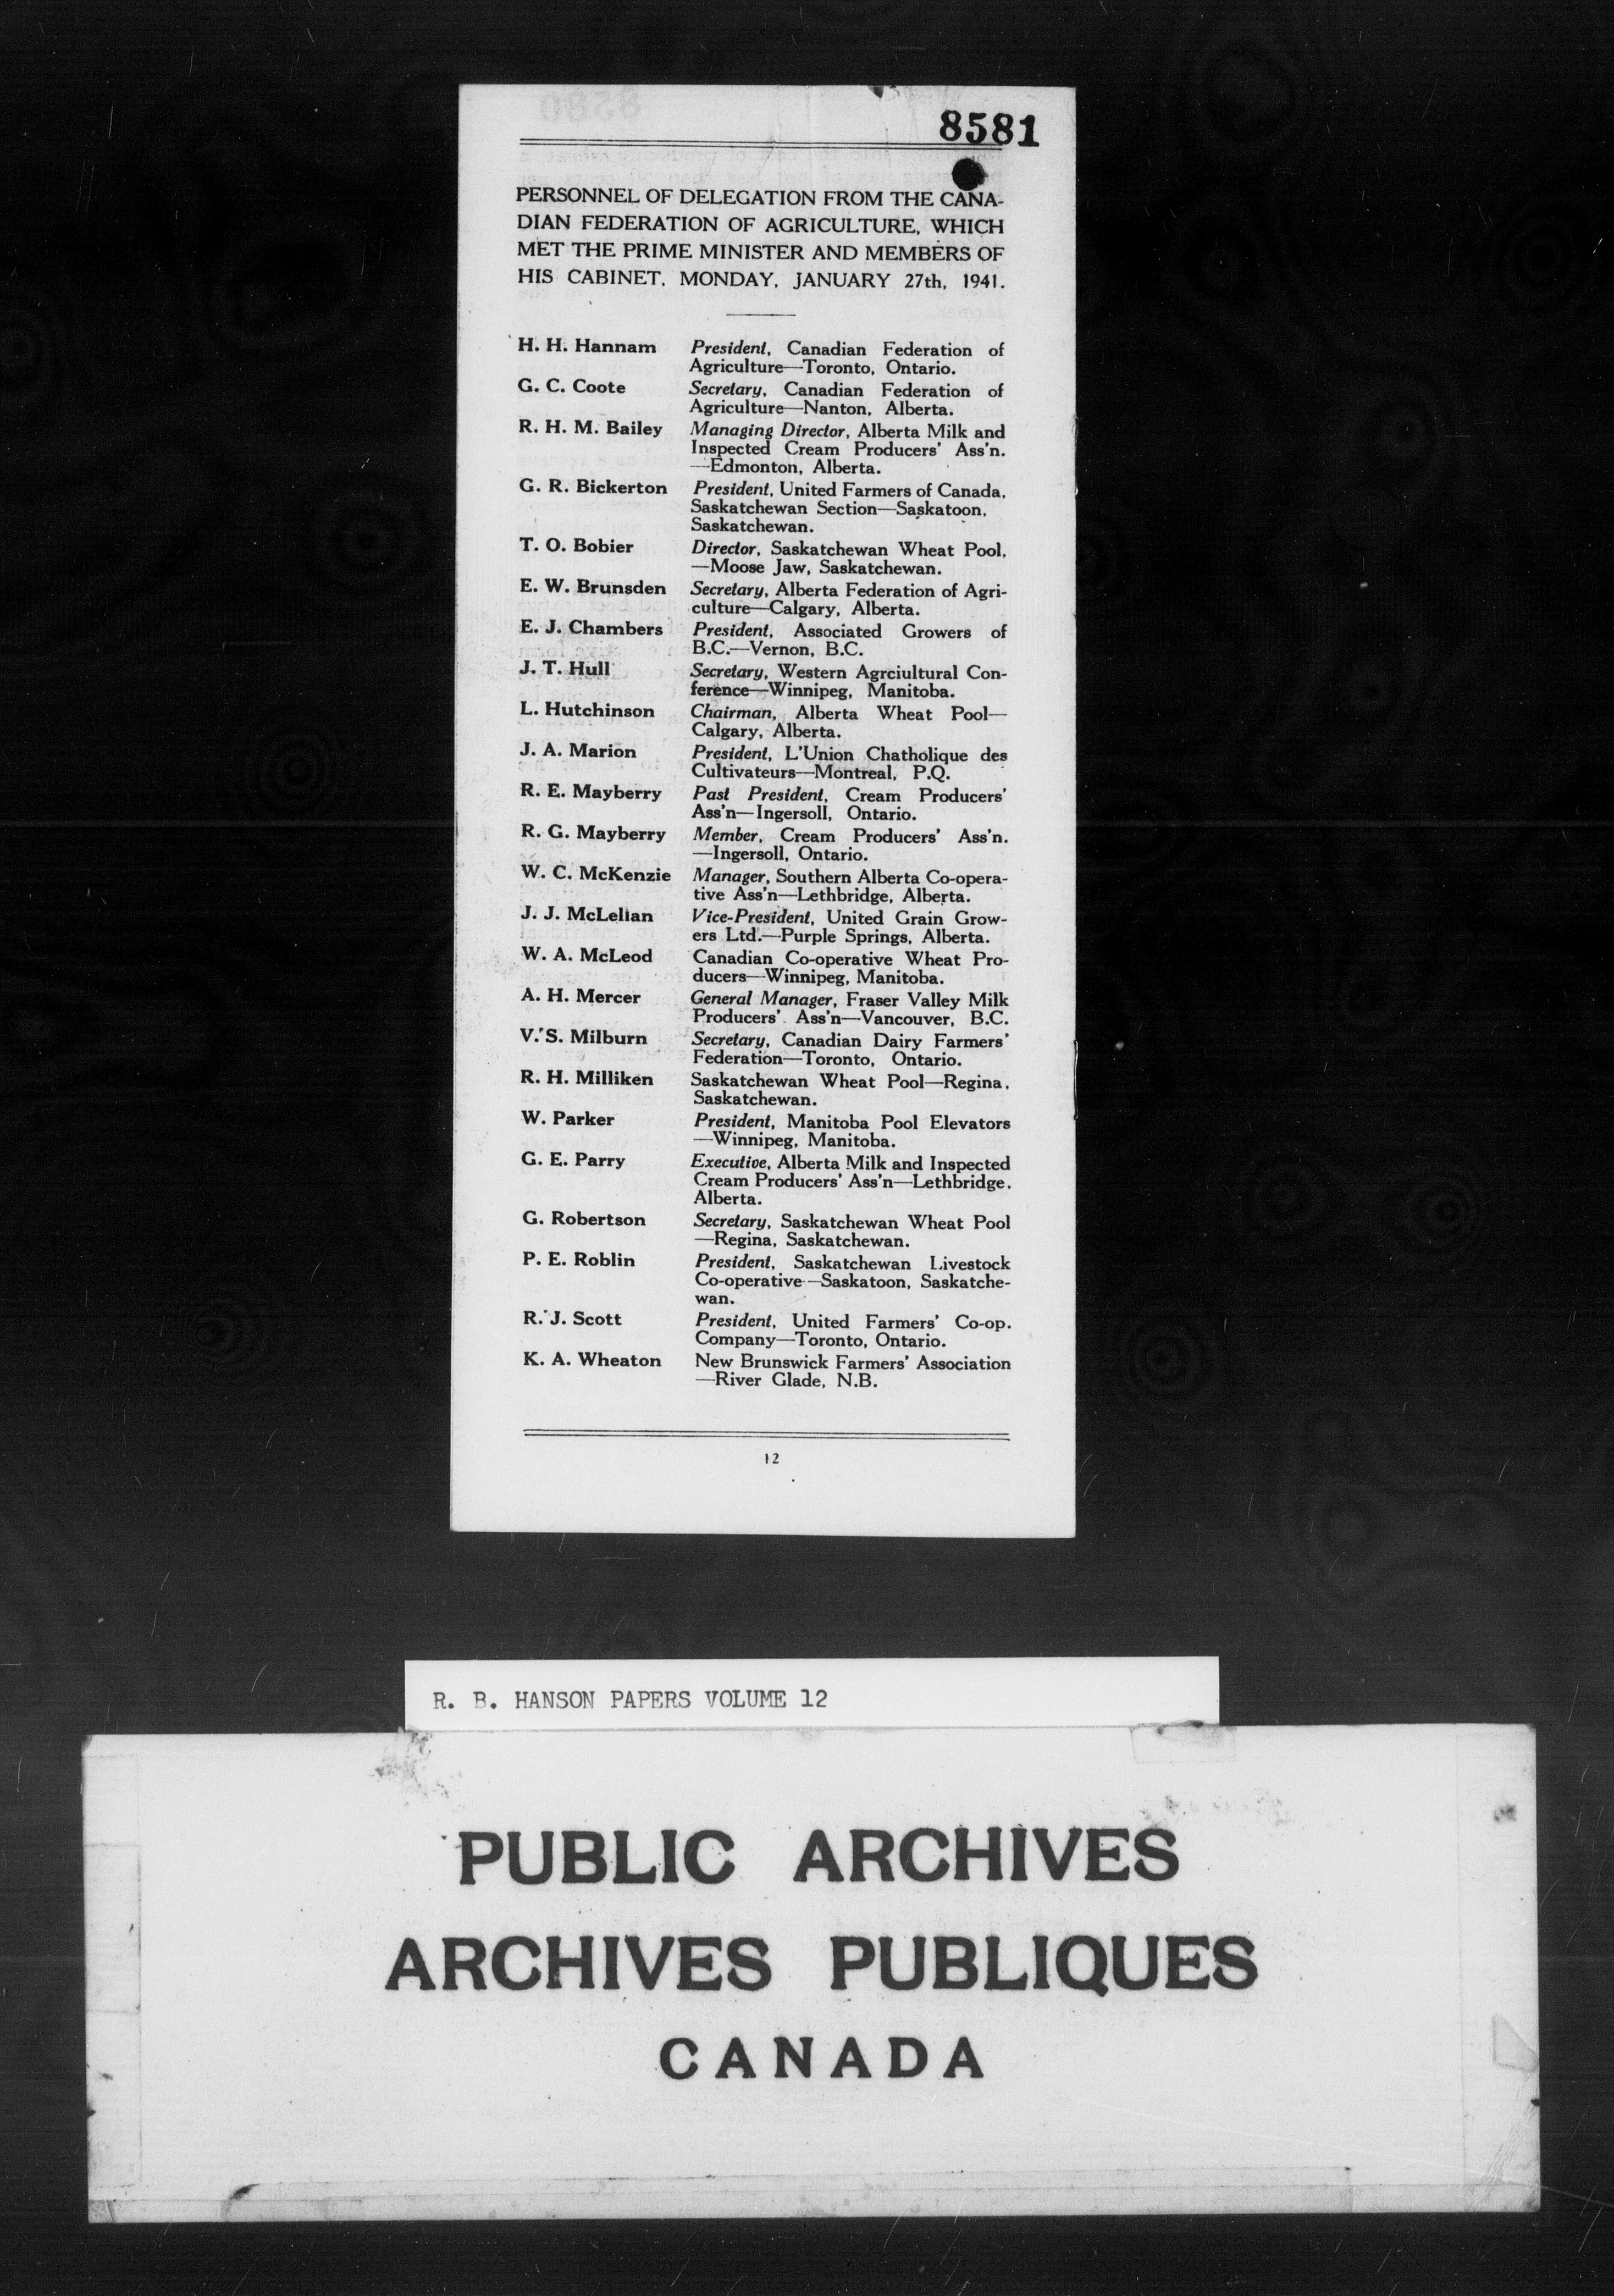 8581
PERSONNEL OF DELEGATION FROM THE CANA-
DIAN FEDERATION OF AGRICULTURE, WHICH
MET THE PRIME MINISTER AND MEMBERS OF
HIS CABINET, MONDAY, JANUARY 27th, 1941.
H. H. Hannam President, Canadian Federation of
Agriculture—Toronto, Ontario.
G. C. Coote Secretary, Canadian Federation of
Agriculture—Nanton, Alberta.
R. H. M. Bailey Managing Director, Alberta Milk and
Inspected Cream Producers' Ass'n.
—Edmonton, Alberta.
G. R. Bickerton President, United Farmers of Canada,
Saskatchewan Section—Saskatoon,
Saskatchewan.
T. O. Bobier Director, Saskatchewan Wheat Pool,
—Moose Jaw, Saskatchewan.
E. W. Brunsden Secretary, Alberta Federation of Agri-
culture—Calgary, Alberta.
E. J. Chambers President, Associated Growers of
B.C.—Vernon, B.C.
J. T. Hull Secretary, Western Agrciultural Con-
ference—Winnipeg, Manitoba.
L. Hutchinson Chairman, Alberta Wheat Pool—
Calgary, Alberta.
J. A. Marion President, L'Union Chatholique des
Cultivateurs—Montreal, P.Q.
R. E. Mayberry Past President, Cream Producers'
Ass'n—Ingersoll, Ontario.
R. G. Mayberry Member, Cream Producers' Ass'n.
—Ingersoll, Ontario.
W. C. McKenzie Manager, Southern Alberta Co-opera-
tive Ass'n—Lethbridge, Alberta.
J. J. McLellan Vice-President, United Grain Grow-
ers Ltd.—Purple Springs, Alberta.
W. A. McLeod Canadian Co-operative Wheat Pro-
ducers—Winnipeg, Manitoba.
A. H. Mercer General Manager, Fraser Valley Milk
Producers' Ass'n—Vancouver, B.C.
V. S. Milburn Secretary, Canadian Dairy Farmers'
Federation—Toronto, Ontario.
R. H. Milliken Saskatchewan Wheat Pool—Regina,
Saskatchewan.
W. Parker President, Manitoba Pool Elevators
—Winnipeg, Manitoba.
G. E. Parry Executive, Alberta Milk and Inspected
Cream Producers' Ass'n—Lethbridge,
Alberta.
G. Robertson Secretary, Saskatchewan Wheat Pool
—Regina, Saskatchewan.
P. E. Roblin President, Saskatchewan Livestock
Co-operative—Saskatoon, Saskatche-
wan.
R. J. Scott President, United Farmers' Co-op.
Company—Toronto, Ontario.
K. A. Wheaton New Brunswick Farmers' Association
—River Glade, N.B.
12
R. B. HANSON PAPERS VOLUME 12
PUBLIC ARCHIVES
ARCHIVES PUBLIQUES
CANADA